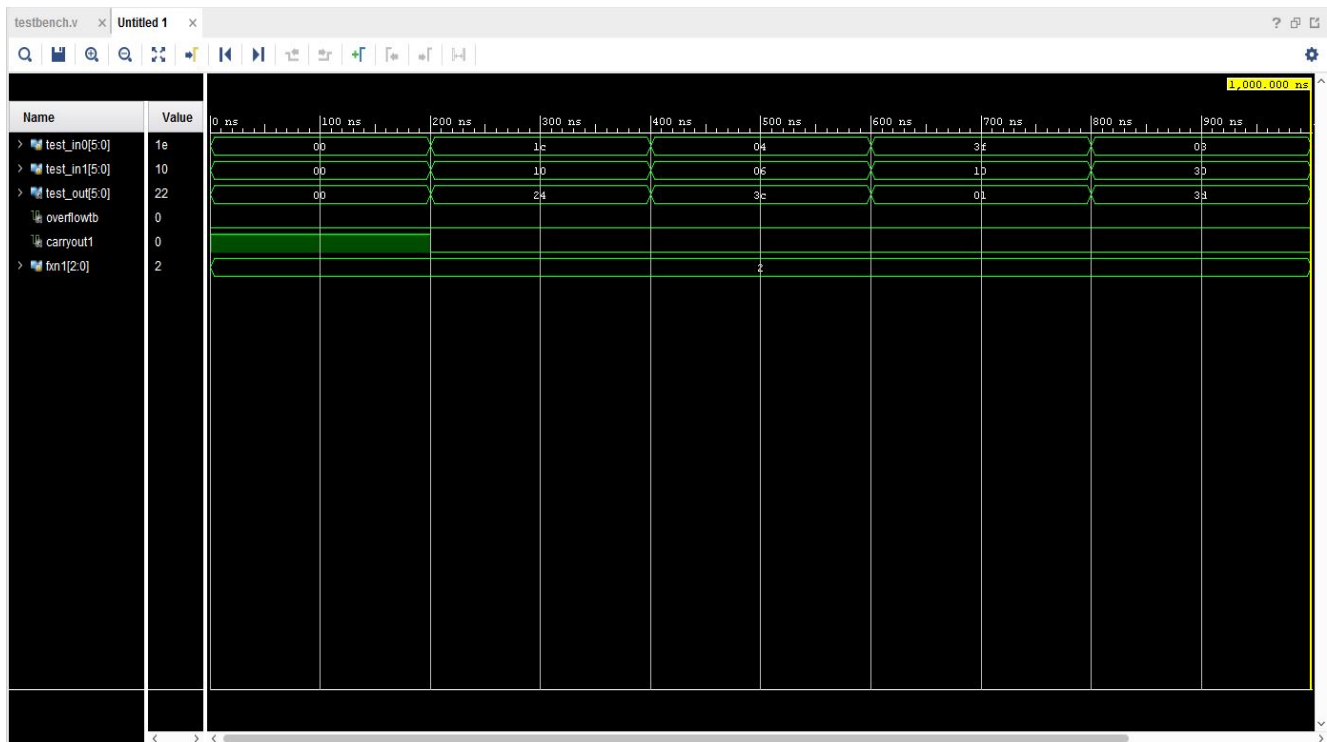 testbench.v × Untitled 1 ×
1,000.000 ns
Name Value
0 ns 100 ns 200 ns 300 ns 400 ns 500 ns 600 ns 700 ns 800 ns 900 ns
test_in0[5:0] 1e 00 1c 04 3f 03
test_in1[5:0] 10 00 10 06 10 30
test_out[5:0] 22 00 24 3c 01 3d
overflowtb 0
carryout1 0
fxn1[2:0] 2 2